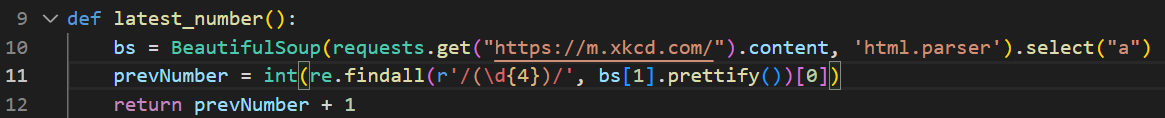 9 def latest_number():
10 bs = BeautifulSoup(requests.get("https://m.xkcd.com/").content, 'html.parser').select("a")
11 prevNumber = int(re.findall(r'/(\d{4})/', bs[1].prettify())[0])
12 return prevNumber + 1